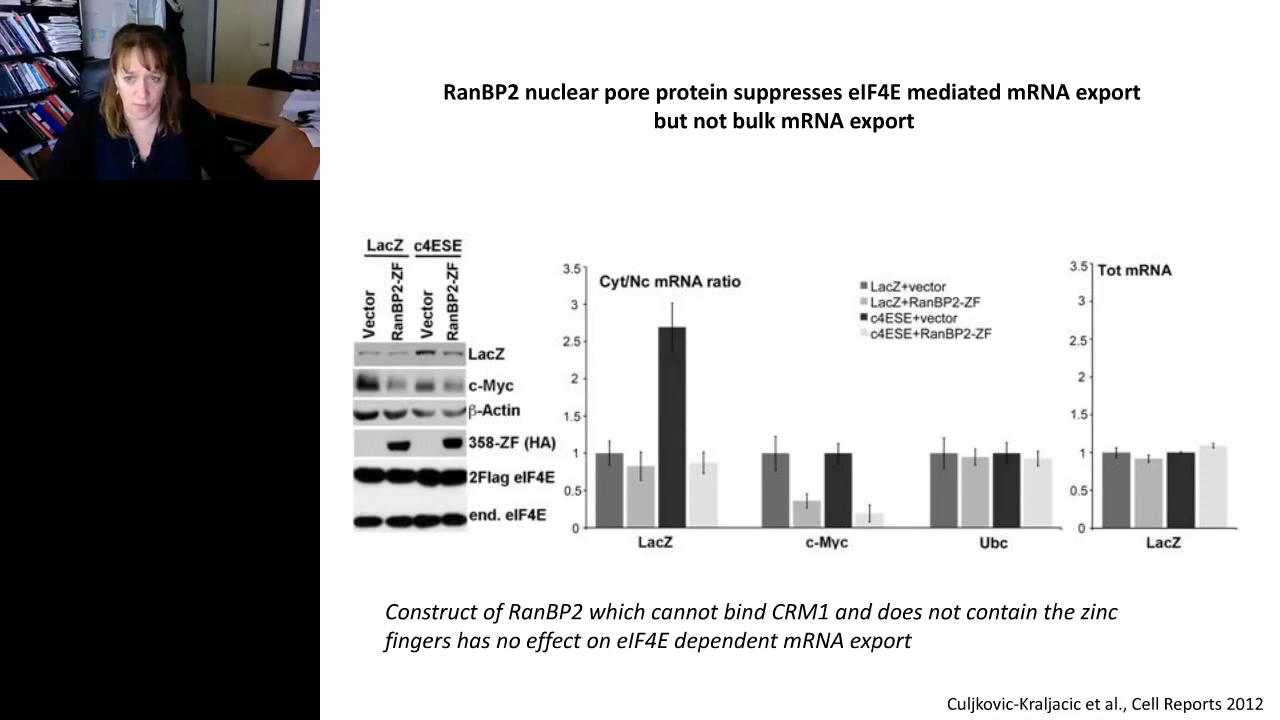 RanBP2 nuclear pore protein suppresses eIF4E mediated mRNA export
but not bulk mRNA export
LacZ c4ESE
Vector
RanBP2-ZF
Vector
RanBP2-ZF
LacZ
c-Myc
β-Actin
358-ZF (HA)
2Flag eIF4E
end. eIF4E
Cyt/Nc mRNA ratio
3.5
3
2.5
2
1.5
1
0.5
0
LacZ
c-Myc
Ubc
LacZ+vector
LacZ+RanBP2-ZF
c4ESE+vector
c4ESE+RanBP2-ZF
Tot mRNA
3.5
3
2.5
2
1.5
1
0.5
0
LacZ
Construct of RanBP2 which cannot bind CRM1 and does not contain the zinc
fingers has no effect on eIF4E dependent mRNA export
Culjkovic-Kraljacic et al., Cell Reports 2012